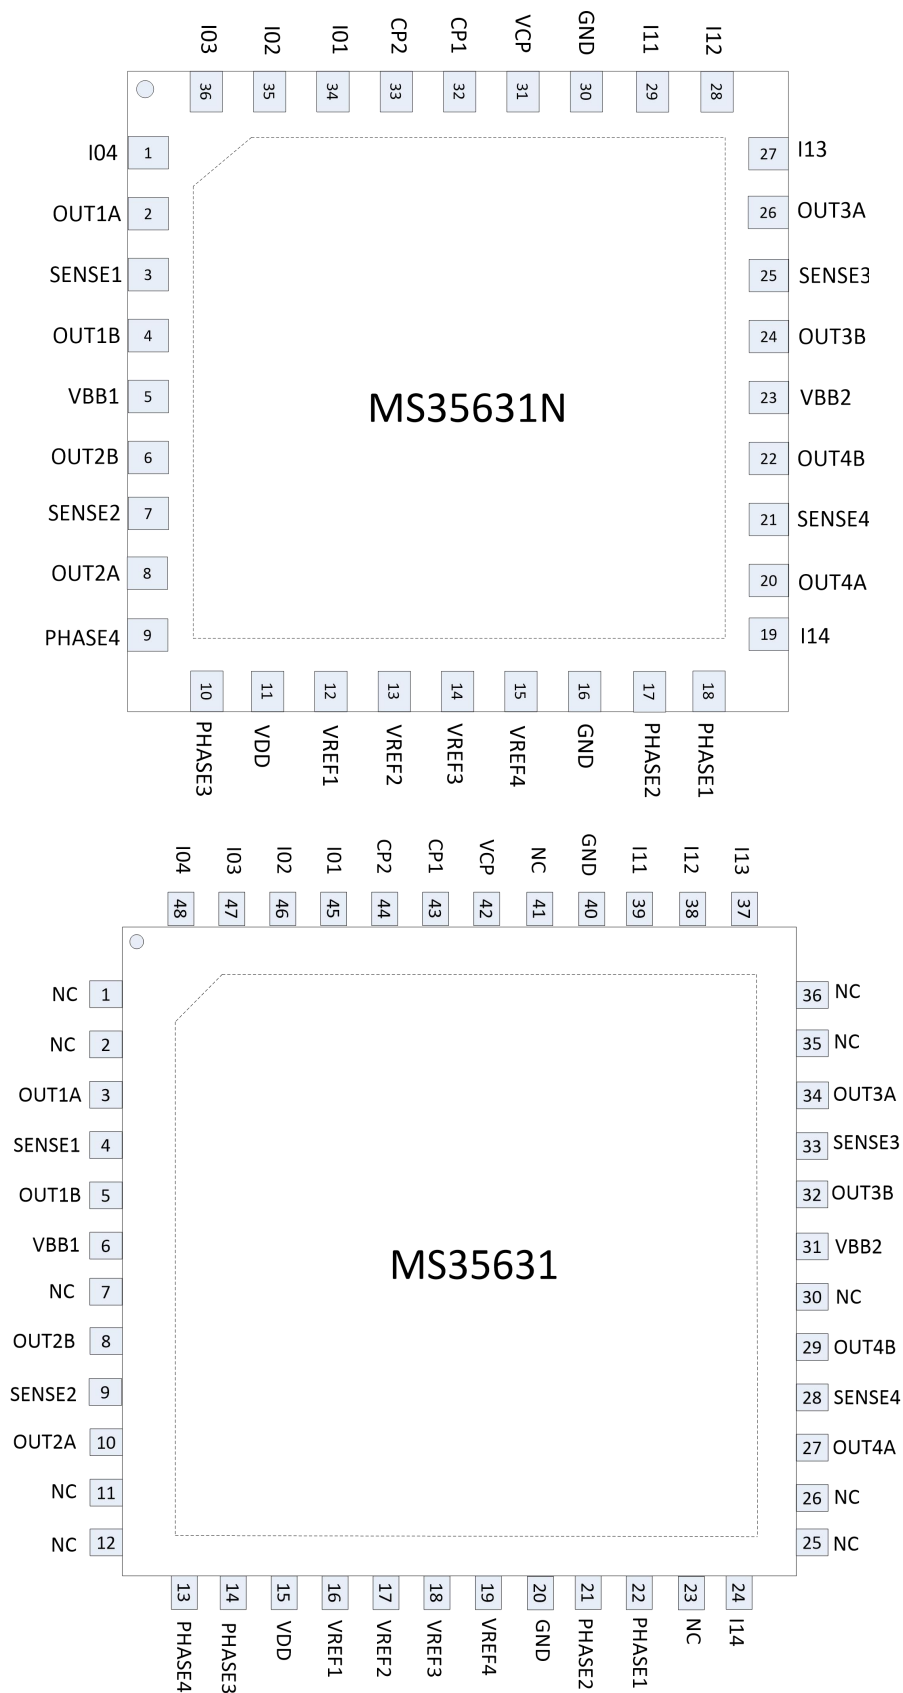 I03 I02 I01 CP2 CP1 VCP GND I11 I12
36 35 34 33 32 31 30 29 28
I04 1 27 I13
OUT1A 2 26 OUT3A
SENSE1 3 25 SENSE3
OUT1B 4 24 OUT3B
VBB1 5 23 VBB2
MS35631N
OUT2B 6 22 OUT4B
SENSE2 7 21 SENSE4
OUT2A 8 20 OUT4A
PHASE4 9 19 I14
10 11 12 13 14 15 16 17 18
PHASE3 VDD VREF1 VREF2 VREF3 VREF4 GND PHASE2 PHASE1
I04 I03 I02 I01 CP2 CP1 VCP NC GND I11 I12 I13
48 47 46 45 44 43 42 41 40 39 38 37
NC 1 36 NC
NC 2 35 NC
OUT1A 3 34 OUT3A
SENSE1 4 33 SENSE3
OUT1B 5 32 OUT3B
VBB1 6 31 VBB2
MS35631
NC 7 30 NC
OUT2B 8 29 OUT4B
SENSE2 9 28 SENSE4
OUT2A 10 27 OUT4A
NC 11 26 NC
NC 12 25 NC
13 14 15 16 17 18 19 20 21 22 23 24
PHASE4 PHASE3 VDD VREF1 VREF2 VREF3 VREF4 GND PHASE2 PHASE1 NC I14